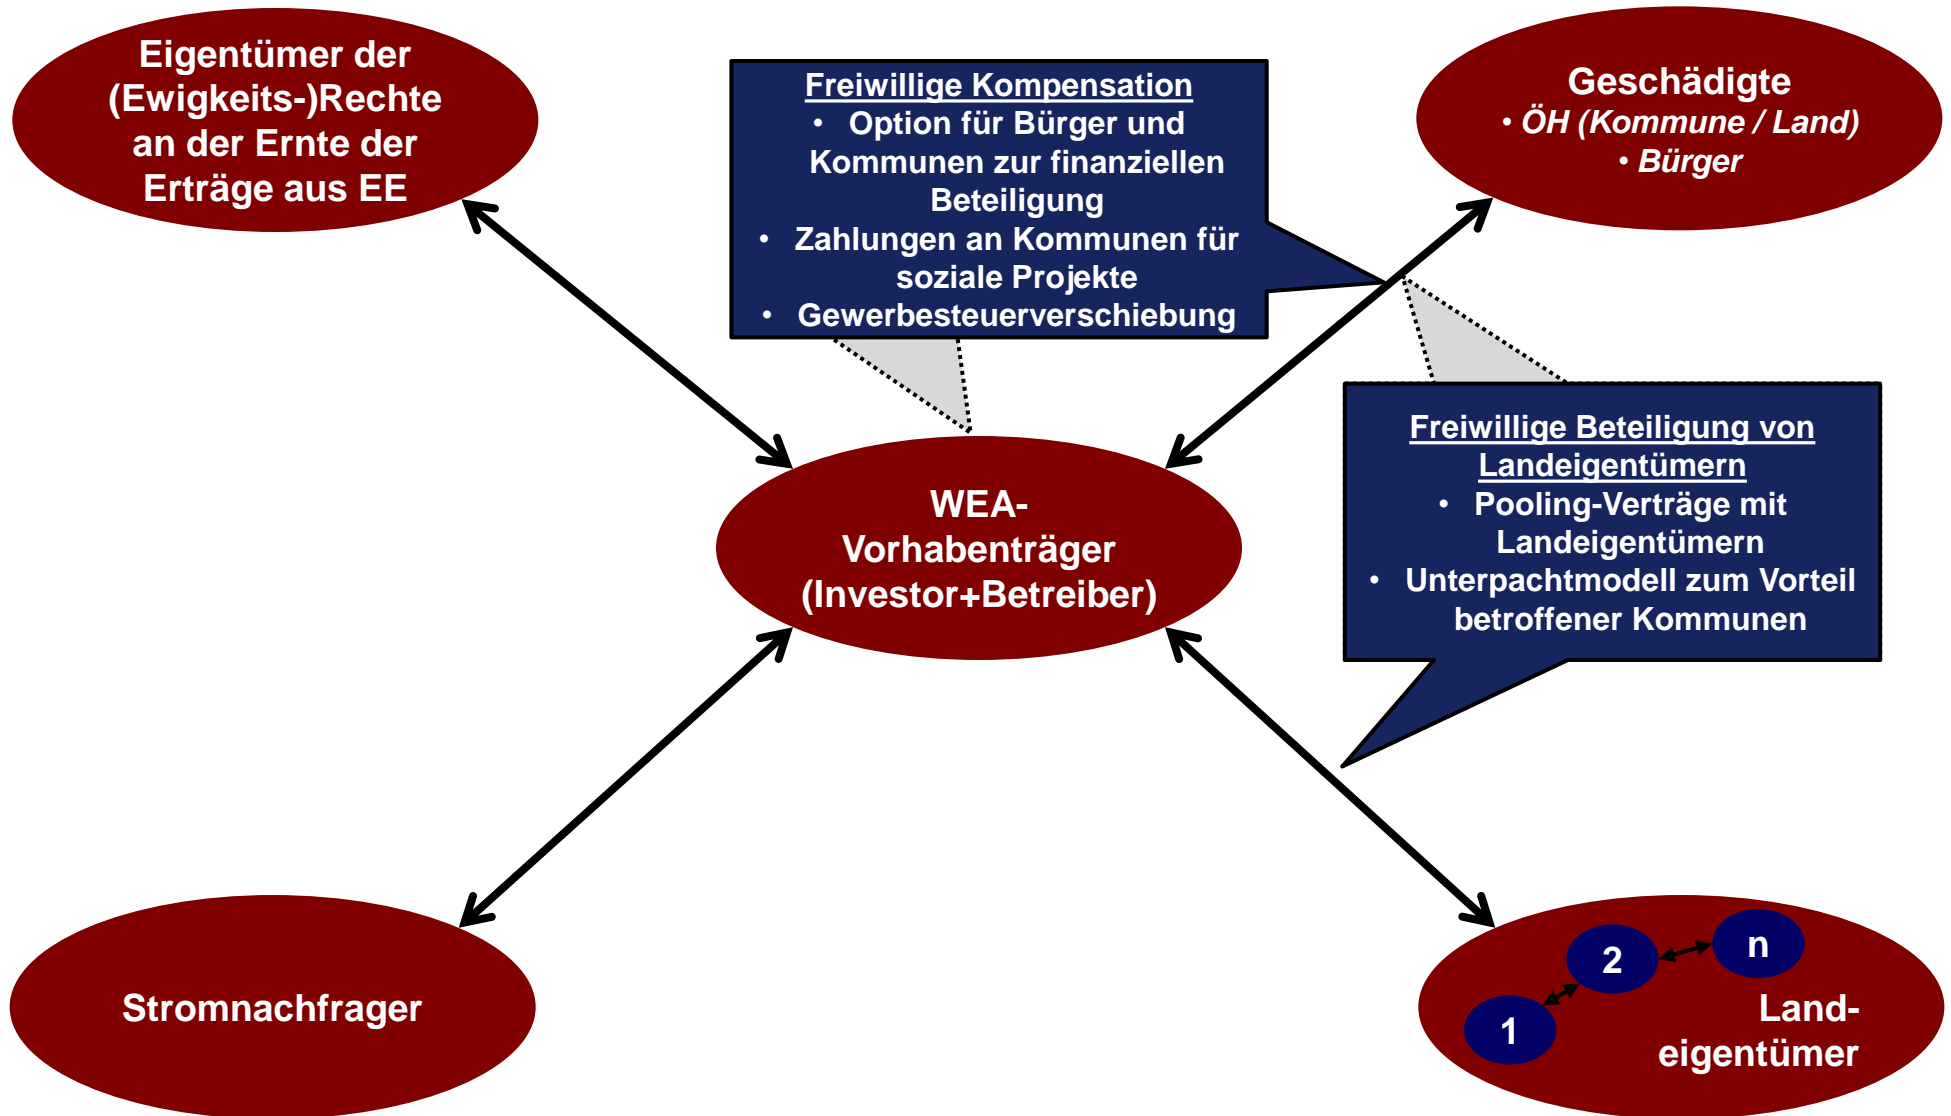 Eigentümer der
(Ewigkeits-)Rechte
an der Ernte der
Erträge aus EE
Freiwillige Kompensation
• Option für Bürger und
Kommunen zur finanziellen
Beteiligung
• Zahlungen an Kommunen für
soziale Projekte
• Gewerbesteuerverschiebung
Geschädigte
• ÖH (Kommune / Land)
• Bürger
WEA-
Vorhabenträger
(Investor+Betreiber)
Freiwillige Beteiligung von
Landeigentümern
• Pooling-Verträge mit
Landeigentümern
• Unterpachtmodell zum Vorteil
betroffener Kommunen
Stromnachfrager
1
2
n
Land-
eigentümer